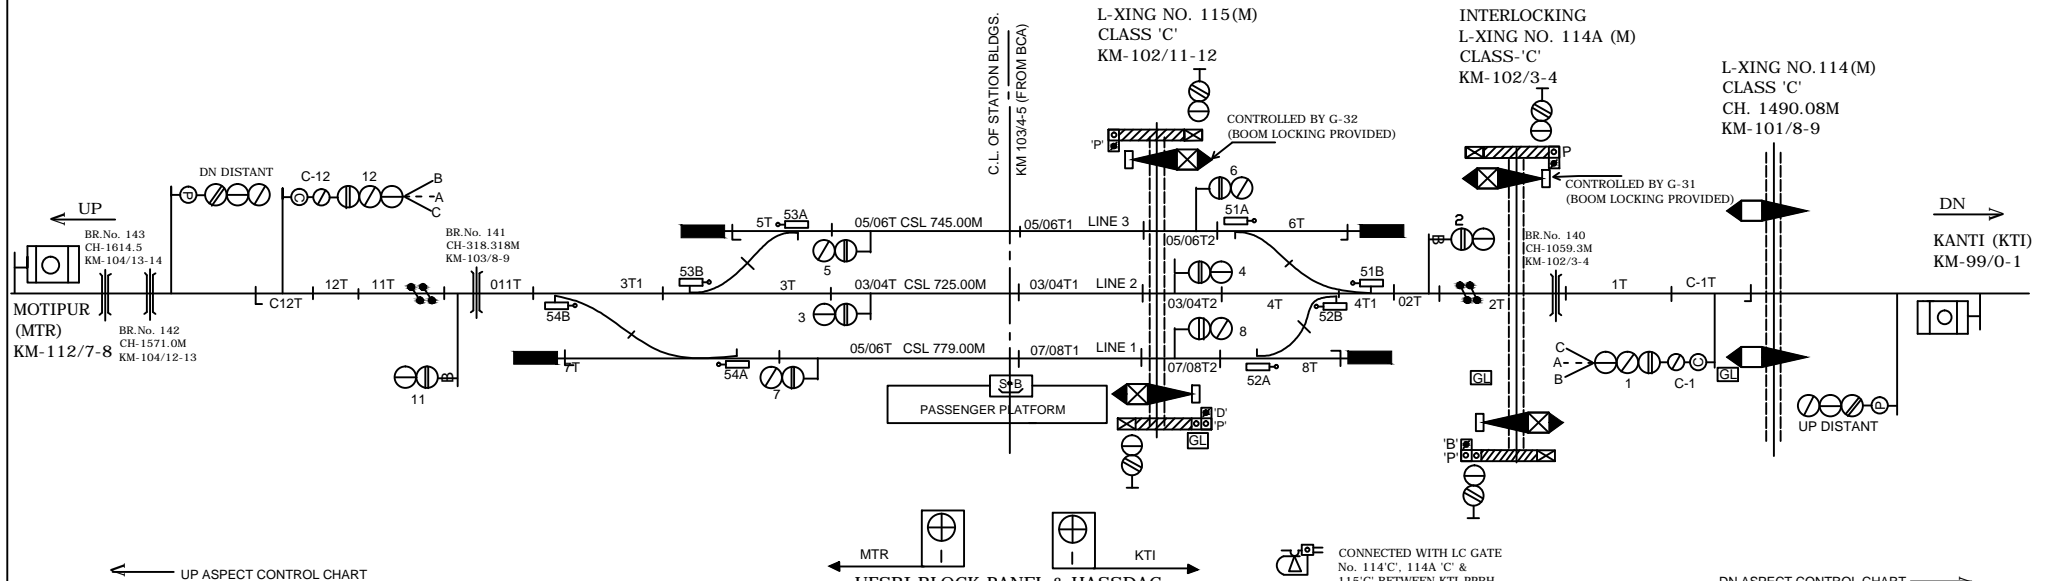 L-XING NO. 115(M)
CLASS 'C'
KM-102/11-12
INTERLOCKING
L-XING NO. 114A (M)
CLASS-'C'
KM-102/3-4
L-XING NO.114(M)
CLASS 'C'
CH. 1490.08M
KM-101/8-9
C.L. OF STATION BLDGS.
KM 103/4-5 (FROM BCA)
CONTROLLED BY G-32
(BOOM LOCKING PROVIDED)
'P'
P
CONTROLLED BY G-31
(BOOM LOCKING PROVIDED)
UP
DN DISTANT
P
C-12
C
12
B
A
C
BR.No. 143
CH-1614.5
KM-104/13-14
BR.No. 141
CH-318.318M
KM-103/8-9
5T
53A
05/06T CSL 745.00M
05/06T1
LINE 3
6
51A
05/06T2
6T
2
B
BR.No. 140
CH-1059.3M
KM-102/3-4
DN
KANTI (KTI)
KM-99/0-1
5
MOTIPUR
(MTR)
KM-112/7-8
BR.No. 142
CH-1571.0M
KM-104/12-13
C12T
12T
11T
011T
54B
3T1
53B
3T
03/04T CSL 725.00M
03/04T1
LINE 2
4
03/04T2
4T
52B
51B
4T1
02T
2T
1T
C-1T
3
11
B
7T
54A
05/06T CSL 779.00M
07/08T1
LINE 1
8
07/08T2
52A
8T
7
C
A
B
1
C-1
C
GL
GL
P
UP DISTANT
S B
PASSENGER PLATFORM
'D'
'P'
GL
'B'
'P'
MTR
KTI
UP ASPECT CONTROL CHART
UFSBI BLOCK PANEL & HASSDAC
CONNECTED WITH LC GATE
No. 114'C', 114A 'C' &
115'C' BETWEEN KTI-PPRH
DN ASPECT CONTROL CHART